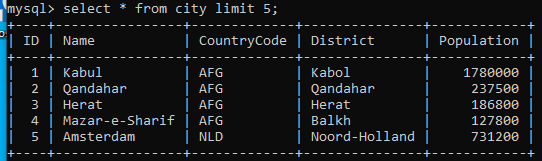 mysql> select * from city limit 5;
+----+----------------+-------------+---------------+------------+
| ID | Name           | CountryCode | District      | Population |
+----+----------------+-------------+---------------+------------+
|  1 | Kabul          | AFG         | Kabol         |    1780000 |
|  2 | Qandahar       | AFG         | Qandahar      |     237500 |
|  3 | Herat          | AFG         | Herat         |     186800 |
|  4 | Mazar-e-Sharif | AFG         | Balkh         |     127800 |
|  5 | Amsterdam      | NLD         | Noord-Holland |     731200 |
+----+----------------+-------------+---------------+------------+